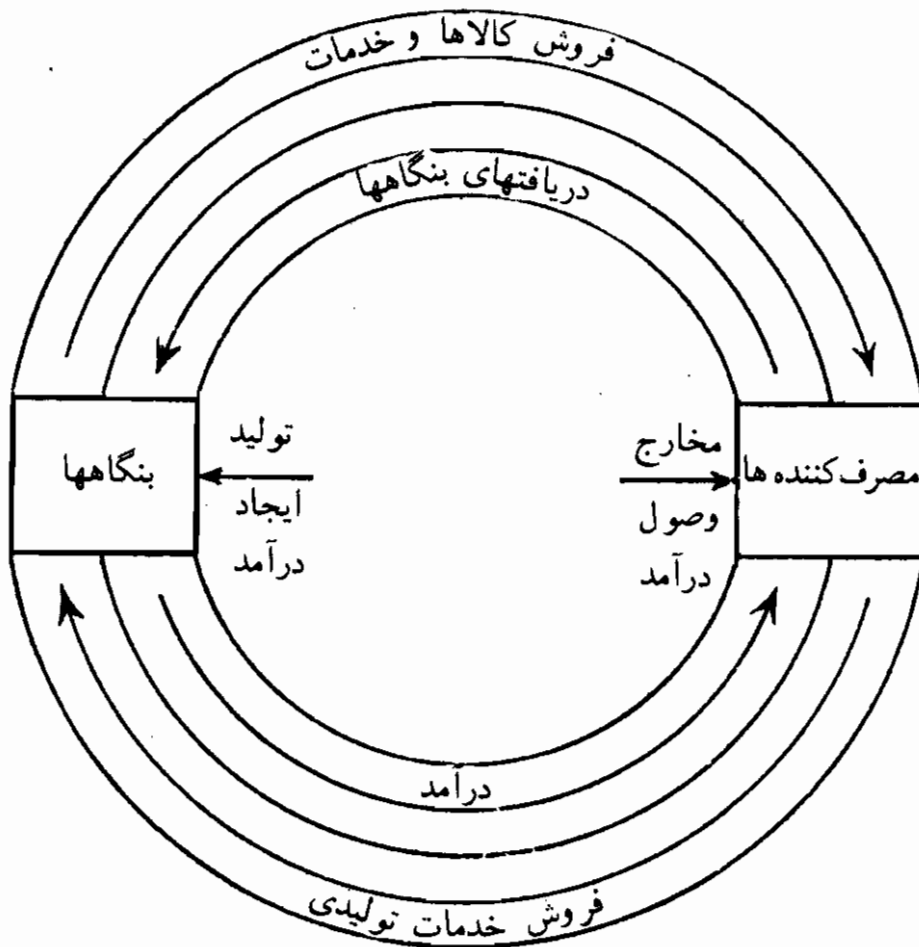 فروش کالاها و خدمات
دریافتهای بنگاهها
مصرف‌کننده ها
مخارج
وصول
درآمد
تولید
ایجاد
درآمد
بنگاهها
درآمد
فروش خدمات تولیدی